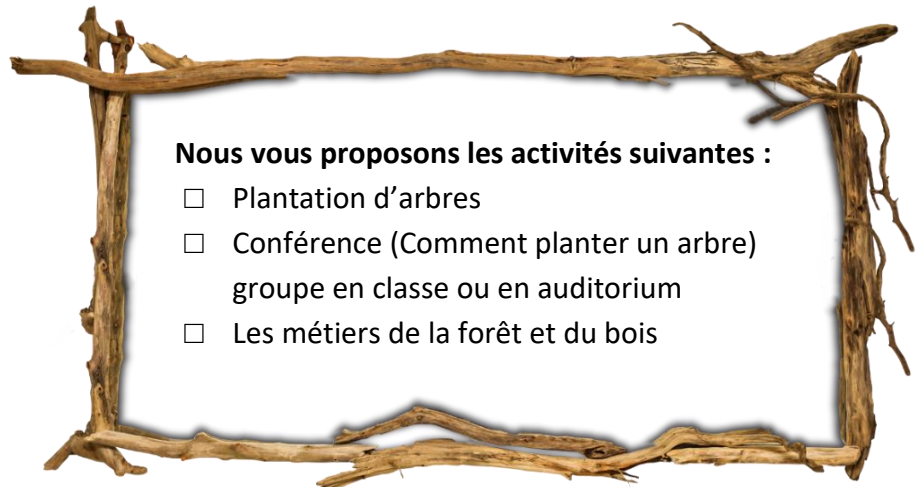 Nous vous proposons les activités suivantes :
☐ Plantation d’arbres
☐ Conférence (Comment planter un arbre)
groupe en classe ou en auditorium
☐ Les métiers de la forêt et du bois